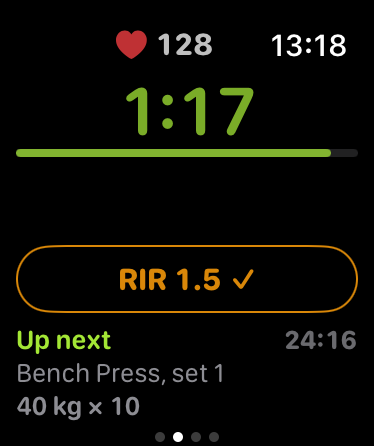 128 13:18
1:17
RIR 1.5 ✓
Up next 24:16
Bench Press, set 1
40 kg × 10